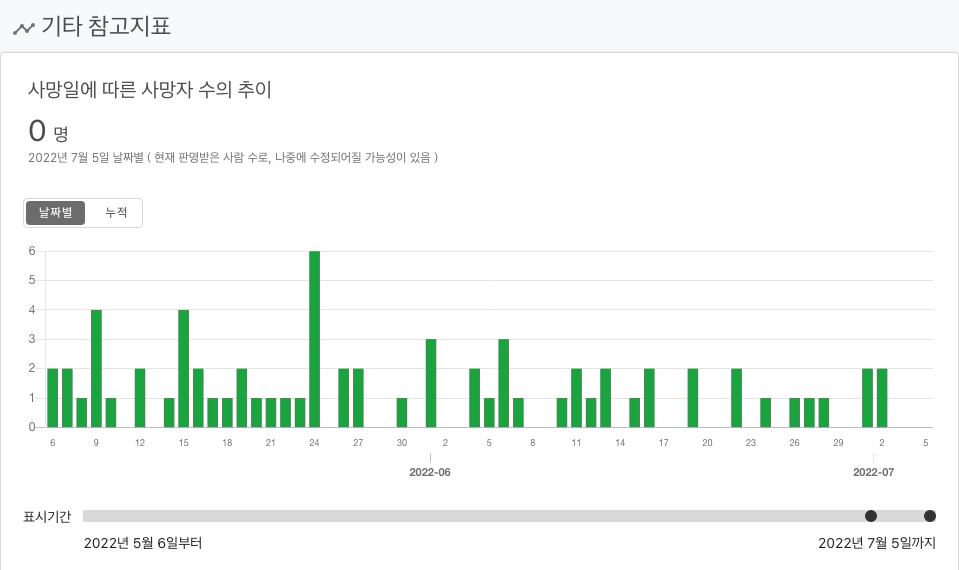 기타 참고지표
사망일에 따른 사망자 수의 추이
0 명
2022년 7월 5일 날짜별 ( 현재 판명받은 사람 수로, 나중에 수정되어질 가능성이 있음 )
날짜별 누적
6
5
4
3
2
1
0
6 9 12 15 18 21 24 27 30 2 5 8 11 14 17 20 23 26 29 2 5
2022-06 2022-07
표시기간
2022년 5월 6일부터 2022년 7월 5일까지